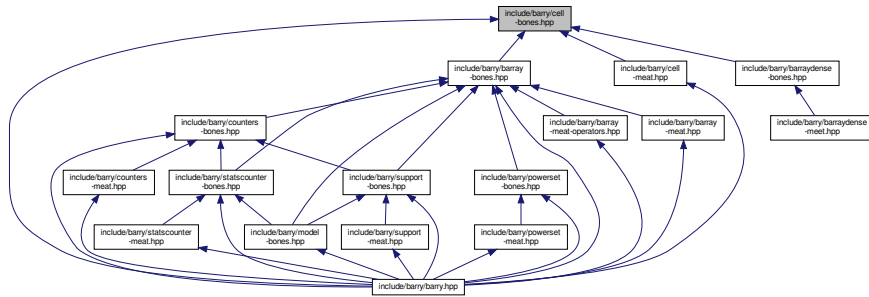 include/barry/cell
-bones.hpp
include/barry/barray
-bones.hpp
include/barry/cell
-meat.hpp
include/barry/barraydense
-bones.hpp
include/barry/counters
-bones.hpp
include/barry/barray
-meat-operators.hpp
include/barry/barray
-meat.hpp
include/barry/barraydense
-meet.hpp
include/barry/counters
-meat.hpp
include/barry/statscounter
-bones.hpp
include/barry/support
-bones.hpp
include/barry/powerset
-bones.hpp
include/barry/statscounter
-meat.hpp
include/barry/model
-bones.hpp
include/barry/support
-meat.hpp
include/barry/powerset
-meat.hpp
include/barry/barry.hpp